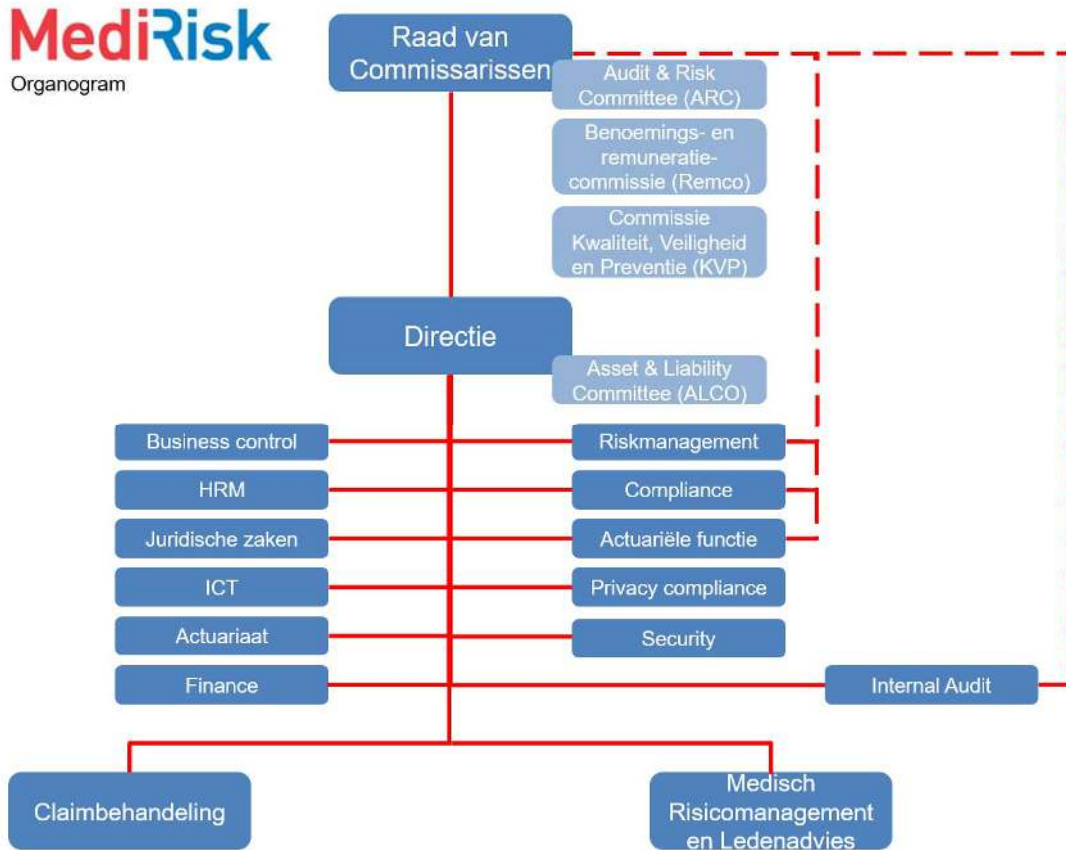 MediRisk
Organogram
Raad van
Commissarissen
Audit & Risk
Committee (ARC)
Benoemings- en
remuneratie-
commissie (Remco)
Commissie
Kwaliteit, Veiligheid
en Preventie (KVP)
Directie
Asset & Liability
Committee (ALCO)
Business control
Riskmanagement
HRM
Compliance
Juridische zaken
Actuariële functie
ICT
Privacy compliance
Actuariaat
Security
Finance
Internal Audit
Claimbehandeling
Medisch
Risicomanagement
en Ledenadvies